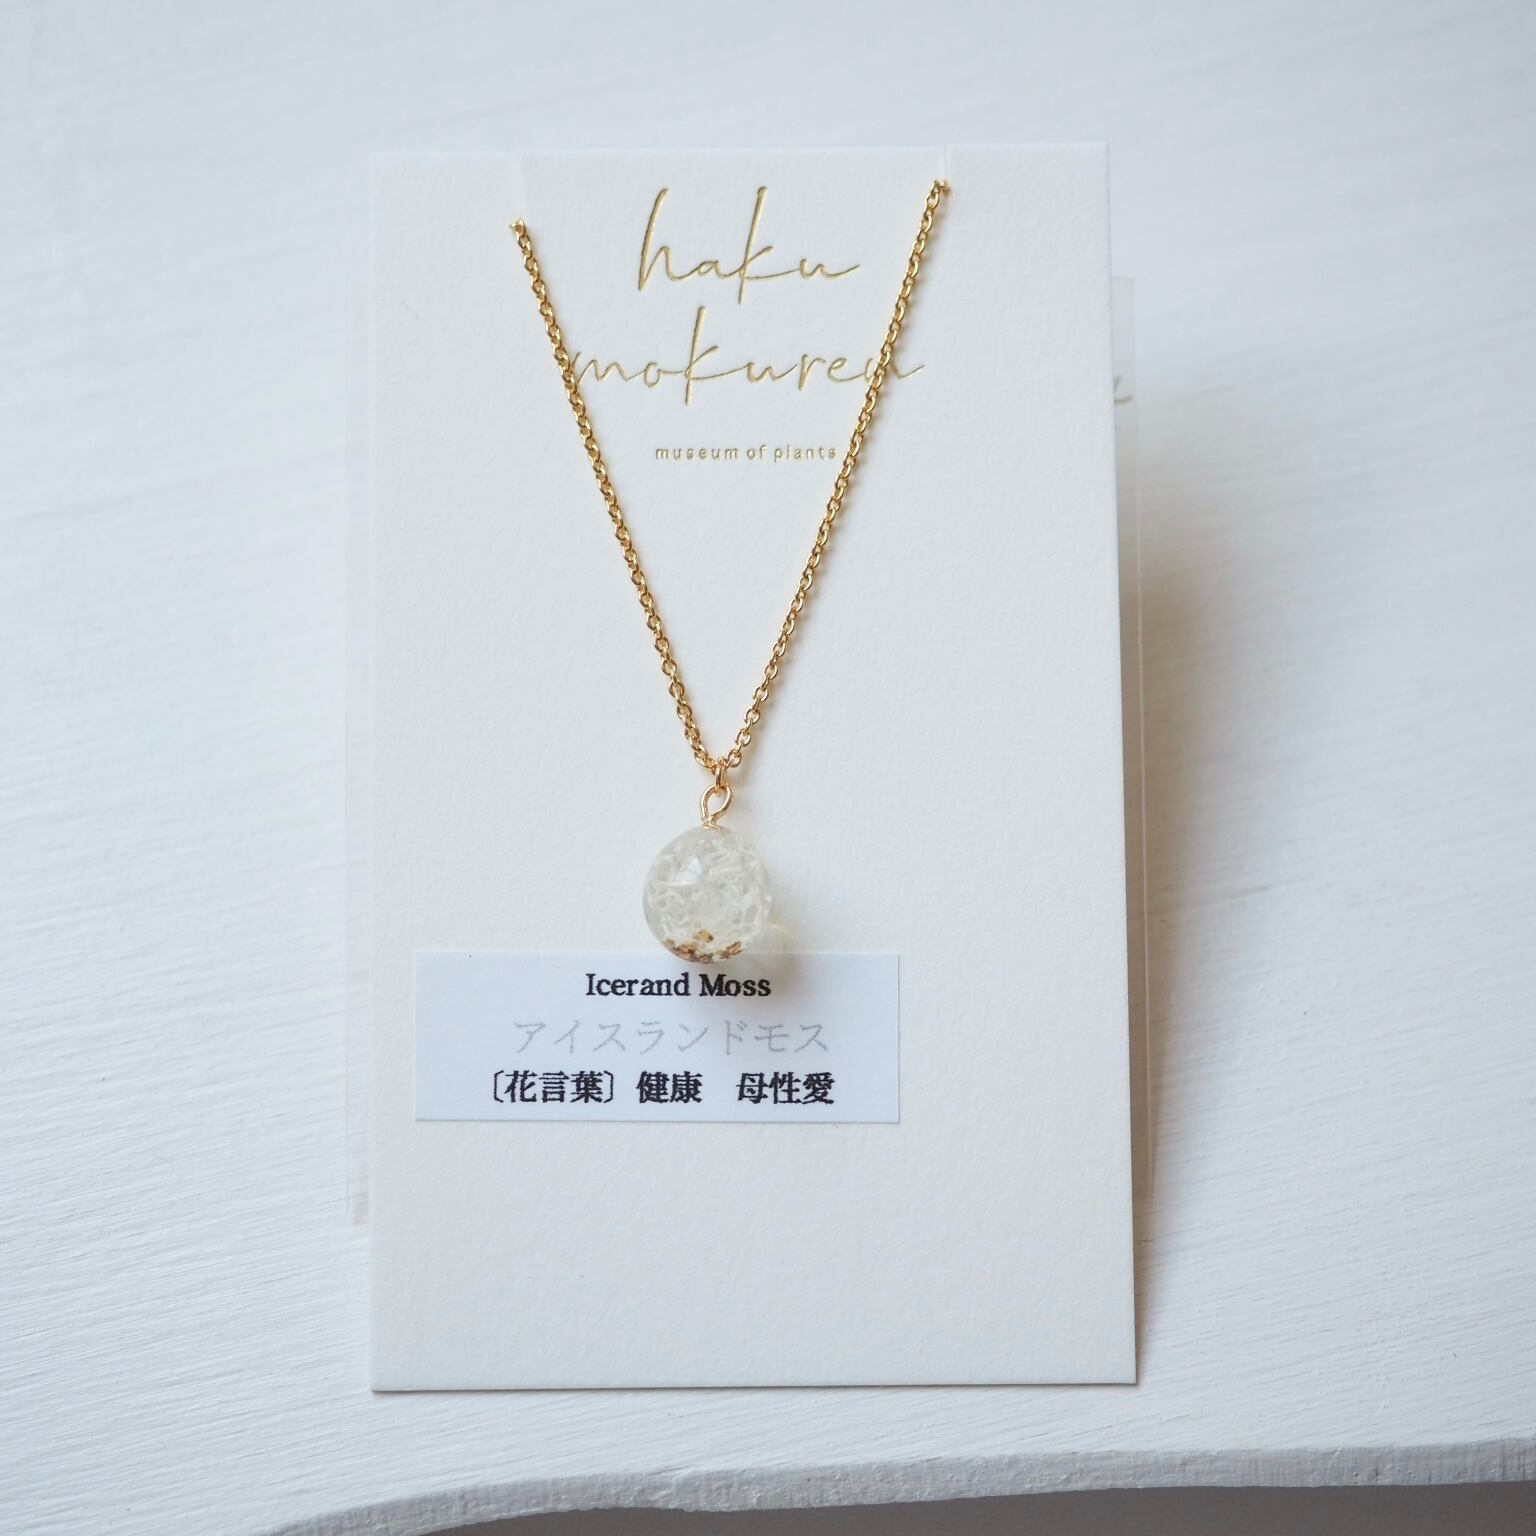 haku
mokuren
museum of plants
Icerand Moss
アイスランドモス
〔花言葉〕健康　母性愛